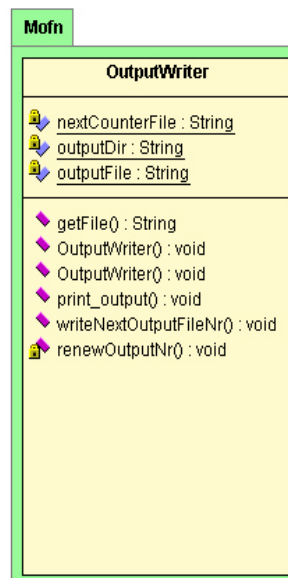 Mofn
OutputWriter
nextCounterFile : String
outputDir : String
outputFile : String
getFile() : String
OutputWriter() : void
OutputWriter() : void
print_output() : void
writeNextOutputFileNr() : void
renewOutputNr() : void